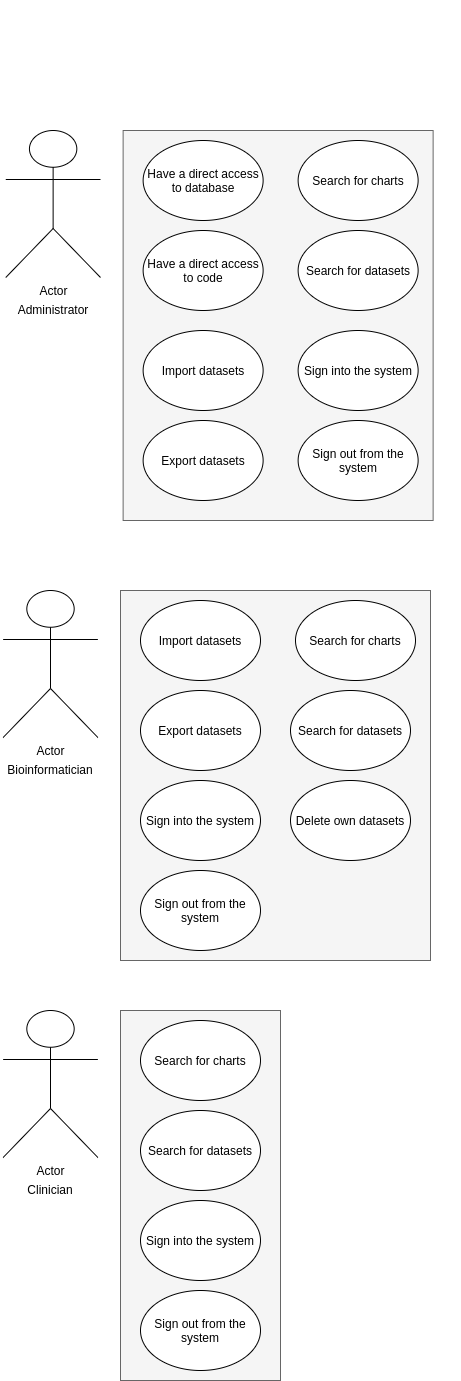 Have a direct access
to database
Search for charts
Have a direct access
to code
Search for datasets
Actor
Administrator
Import datasets
Sign into the system
Export datasets
Sign out from the
system
Import datasets
Search for charts
Export datasets
Search for datasets
Actor
Bioinformatician
Sign into the system
Delete own datasets
Sign out from the
system
Search for charts
Search for datasets
Actor
Clinician
Sign into the system
Sign out from the
system